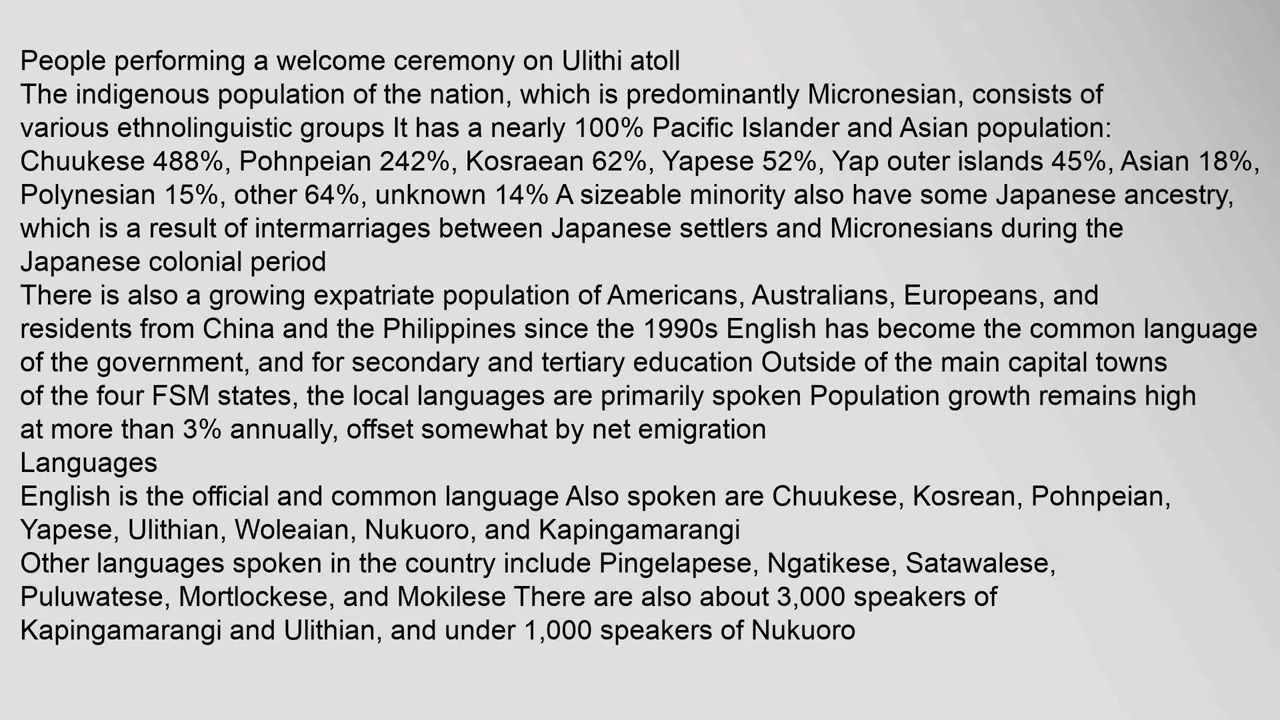 People performing a welcome ceremony on Ulithi atoll
The indigenous population of the nation, which is predominantly Micronesian, consists of
various ethnolinguistic groups It has a nearly 100% Pacific Islander and Asian population:
Chuukese 488%, Pohnpeian 242%, Kosraean 62%, Yapese 52%, Yap outer islands 45%, Asian 18%,
Polynesian 15%, other 64%, unknown 14% A sizeable minority also have some Japanese ancestry,
which is a result of intermarriages between Japanese settlers and Micronesians during the
Japanese colonial period
There is also a growing expatriate population of Americans, Australians, Europeans, and
residents from China and the Philippines since the 1990s English has become the common language
of the government, and for secondary and tertiary education Outside of the main capital towns
of the four FSM states, the local languages are primarily spoken Population growth remains high
at more than 3% annually, offset somewhat by net emigration
Languages
English is the official and common language Also spoken are Chuukese, Kosrean, Pohnpeian,
Yapese, Ulithian, Woleaian, Nukuoro, and Kapingamarangi
Other languages spoken in the country include Pingelapese, Ngatikese, Satawalese,
Puluwatese, Mortlockese, and Mokilese There are also about 3,000 speakers of
Kapingamarangi and Ulithian, and under 1,000 speakers of Nukuoro